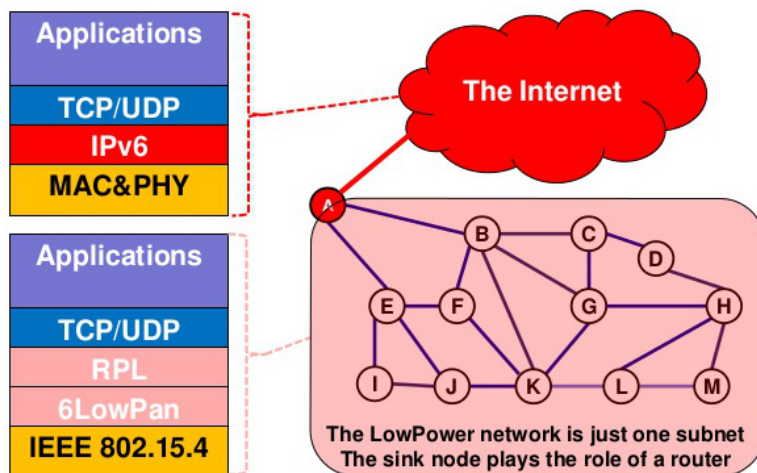 Applications
TCP/UDP
IPv6
MAC&PHY
The Internet
Applications
TCP/UDP
RPL
6LowPan
IEEE 802.15.4
A
B
C
D
E
F
G
H
I
J
K
L
M
The LowPower network is just one subnet
The sink node plays the role of a router